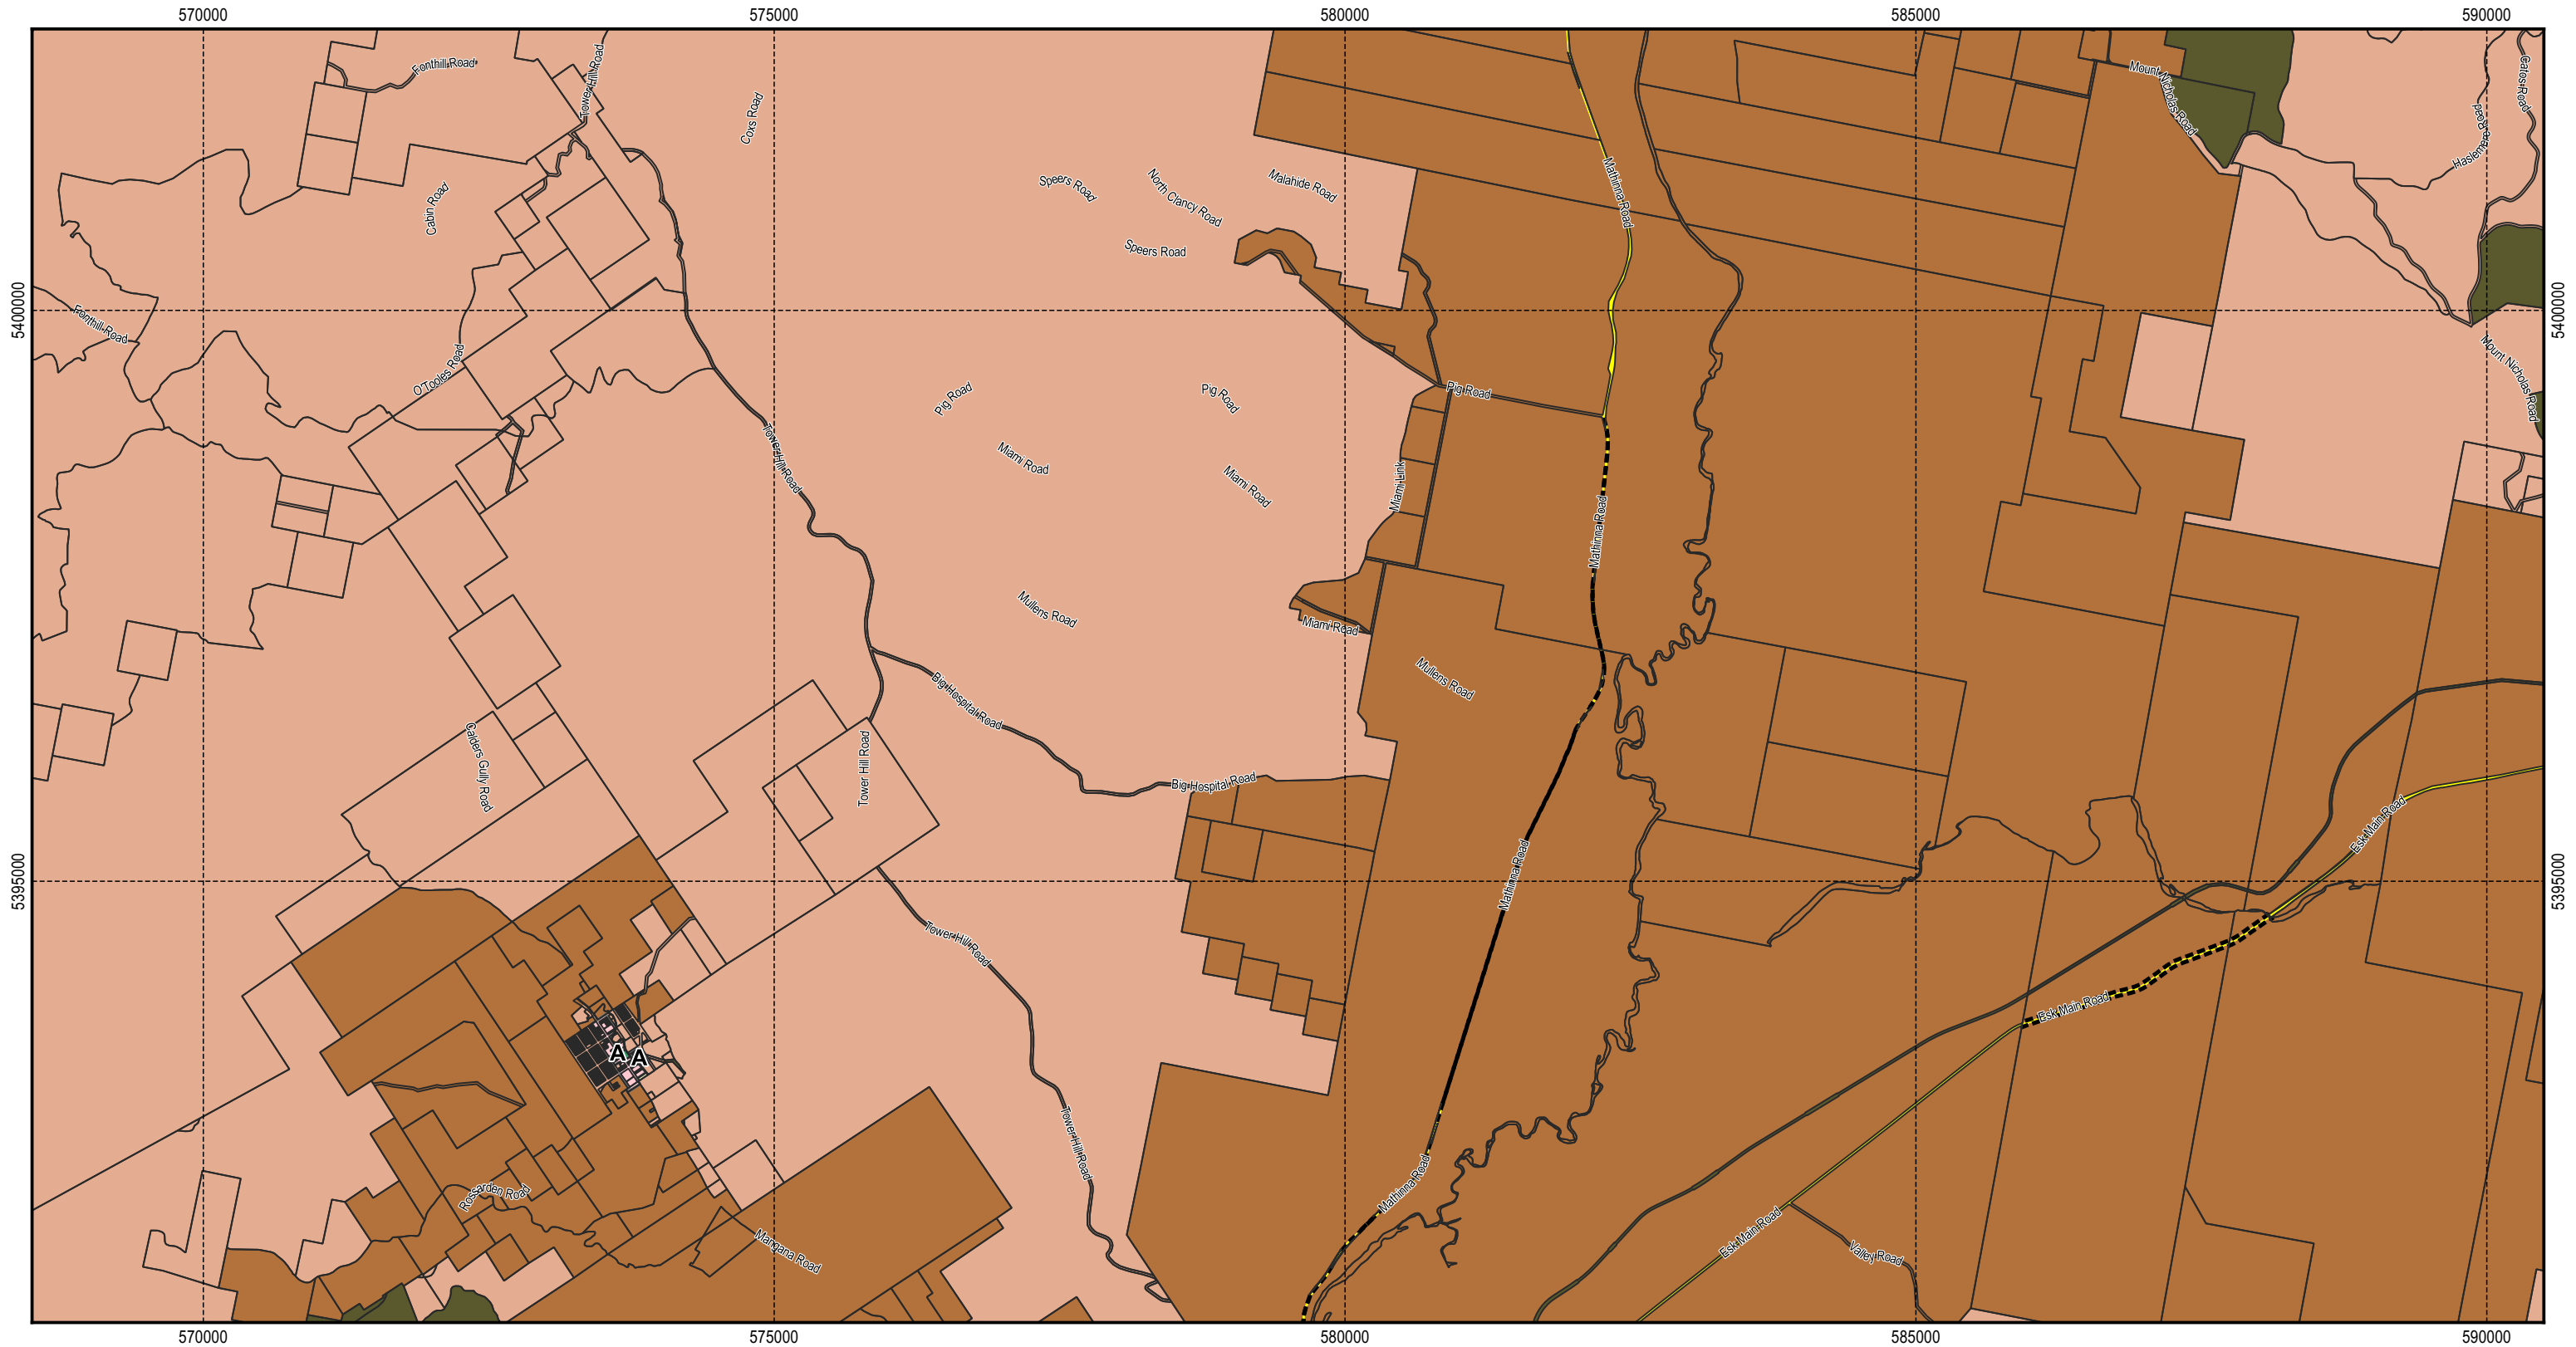 570000
575000
580000
585000
590000
Fonthill Road
Tower Hill Road
Coxs Road
Mount Nicholas Road
Catos Road
Haslemere Road
Mathinna Road
Speers Road
North Clancy Road
Malahide Road
Cabin Road
Speers Road
5400000
5400000
Fonthill Road
O'Tooles Road
Mount Nicholas Road
Pig Road
Pig Road
Pig Road
Tower Hill Road
Miami Road
Miami Road
Miami Link
Mathinna Road
Mullens Road
Miami Road
Mullens Road
Big Hospital Road
Calders Gully Road
Tower Hill Road
Big Hospital Road
Esk Main Road
5395000
5395000
Mathinna Road
Tower Hill Road
Esk Main Road
A
A
Tower Hill Road
Mathinna Road
Rossarden Road
Mangana Road
Esk Main Road
Valley Road
570000
575000
580000
585000
590000